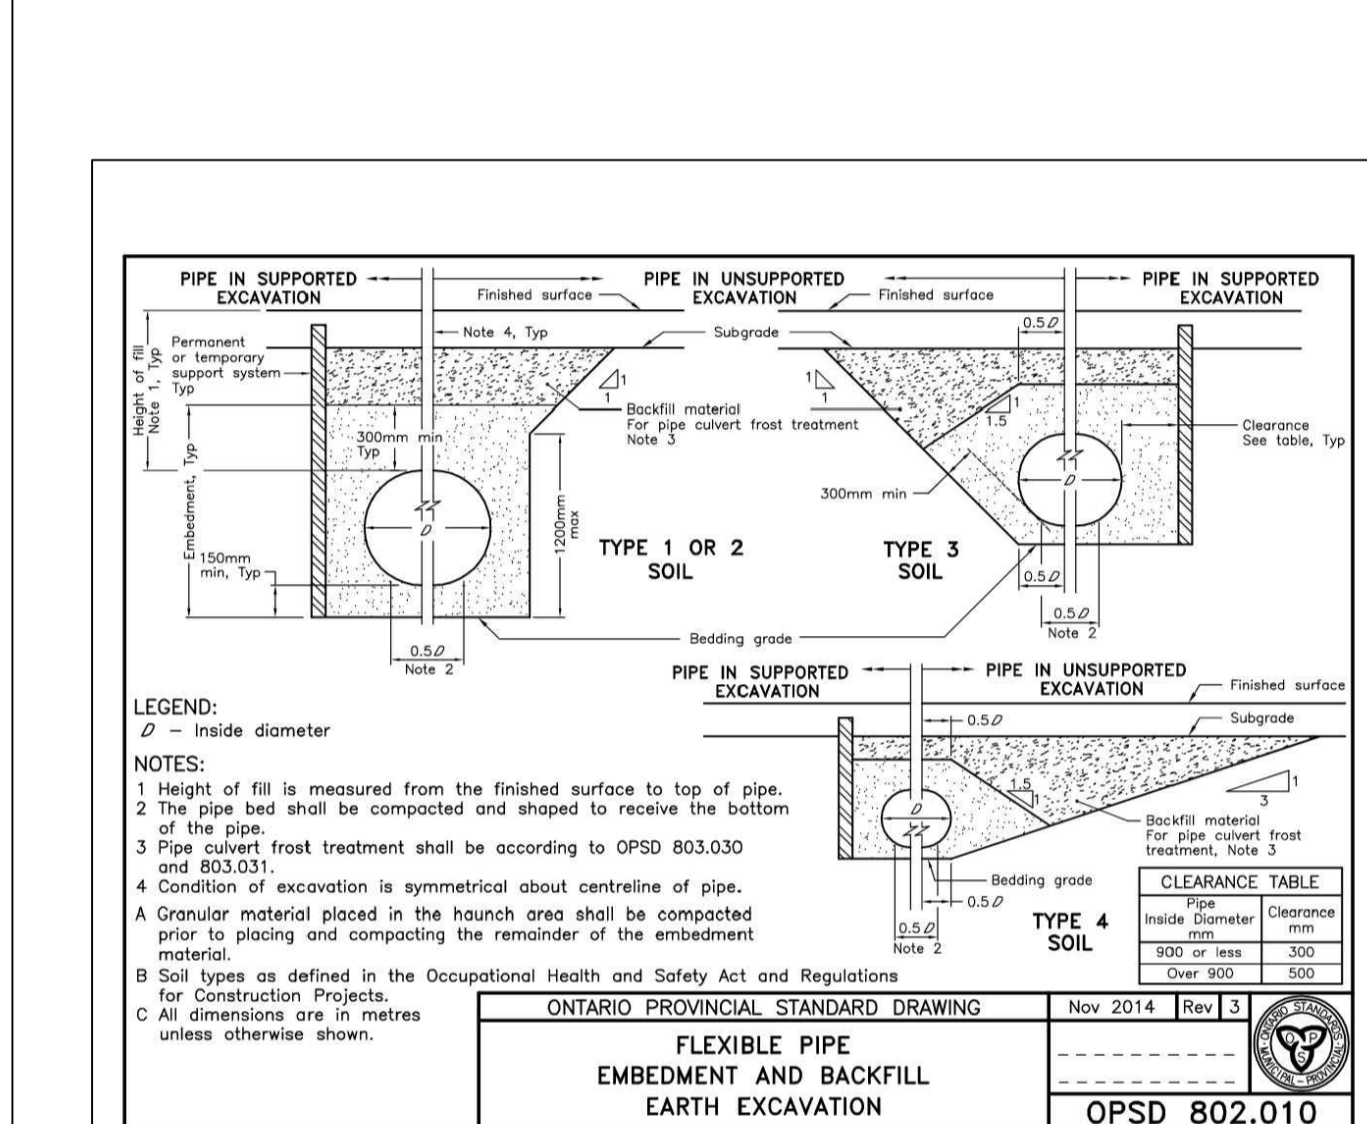 PIPE IN SUPPORTED
EXCAVATION
PIPE IN UNSUPPORTED
EXCAVATION
PIPE IN SUPPORTED
EXCAVATION
Finished surface
Finished surface
Note 4, Typ
Subgrade
0.5D
Height of fill
Note 1, Typ
Permanent
or temporary
support system
Typ
1
1
1
1
Backfill material
For pipe culvert frost treatment
Note 3
1
1.5
Clearance
See table, Typ
300mm min
Typ
Embedment, Typ
300mm min
D
D
1200mm
max
TYPE 1 OR 2
SOIL
TYPE 3
SOIL
150mm
min, Typ
0.5D
0.5D
Note 2
Bedding grade
0.5D
Note 2
PIPE IN SUPPORTED
EXCAVATION
PIPE IN UNSUPPORTED
EXCAVATION
Finished surface
0.5D
Subgrade
1.5
1
1
3
D
Backfill material
For pipe culvert frost
treatment, Note 3
Bedding grade
0.5D
0.5D
Note 2
TYPE 4
SOIL
LEGEND:
D – Inside diameter
NOTES:
1 Height of fill is measured from the finished surface to top of pipe.
2 The pipe bed shall be compacted and shaped to receive the bottom
of the pipe.
3 Pipe culvert frost treatment shall be according to OPSD 803.030
and 803.031.
4 Condition of excavation is symmetrical about centreline of pipe.
A Granular material placed in the haunch area shall be compacted
prior to placing and compacting the remainder of the embedment
material.
B Soil types as defined in the Occupational Health and Safety Act and Regulations
for Construction Projects.
C All dimensions are in metres
unless otherwise shown.
CLEARANCE TABLE
Pipe
Inside Diameter
mm
Clearance
mm
900 or less 300
Over 900 500
ONTARIO PROVINCIAL STANDARD DRAWING
Nov 2014 Rev 3
FLEXIBLE PIPE
EMBEDMENT AND BACKFILL
EARTH EXCAVATION
OPSD 802.010
ONTARIO STANDARDS
MUNICIPAL – PROVINCIAL
O P S